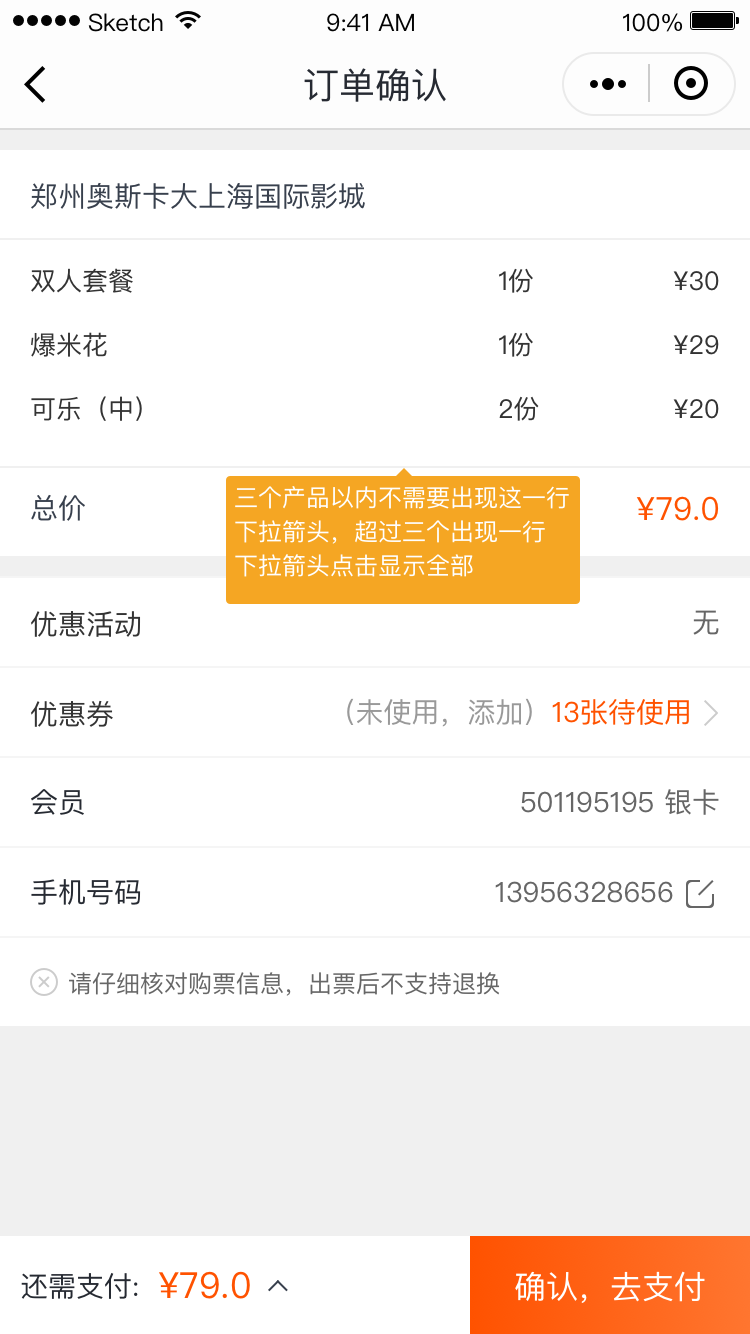 Sketch 9:41 AM 100%
订单确认
郑州奥斯卡大上海国际影城
双人套餐 1份 ¥30
爆米花 1份 ¥29
可乐（中） 2份 ¥20
总价 ¥79.0
三个产品以内不需要出现这一行
下拉箭头，超过三个出现一行
下拉箭头点击显示全部
优惠活动 无
优惠券 （未使用，添加）13张待使用
会员 501195195 银卡
手机号码 13956328656
请仔细核对购票信息，出票后不支持退换
还需支付: ¥79.0 确认，去支付